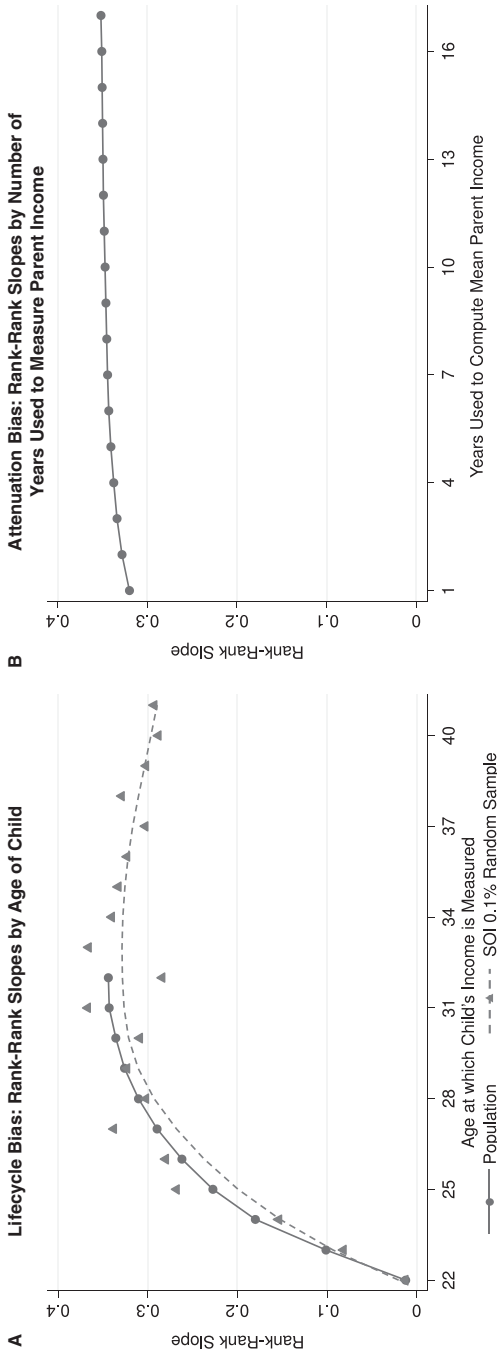 A
Lifecycle Bias: Rank-Rank Slopes by Age of Child
Rank-Rank Slope
0.4
0.3
0.2
0.1
0
22
25
28
31
34
37
40
Age at which Child's Income is Measured
Population
SOI 0.1% Random Sample
B
Attenuation Bias: Rank-Rank Slopes by Number of
Years Used to Measure Parent Income
Rank-Rank Slope
0.4
0.3
0.2
0.1
0
1
4
7
10
13
16
Years Used to Compute Mean Parent Income